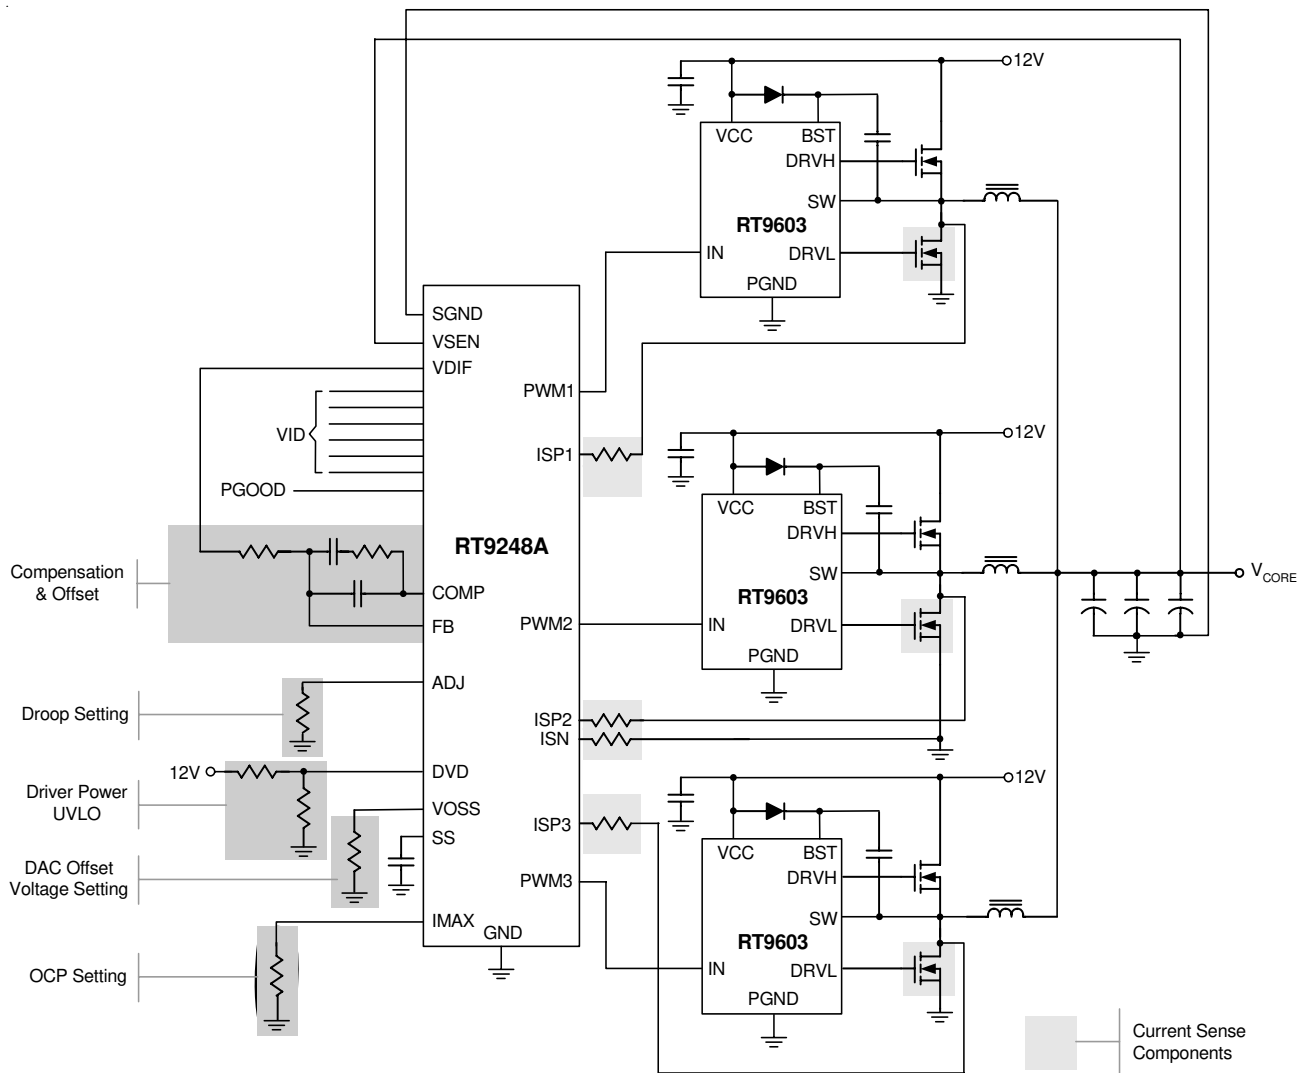 12V
VCC BST
DRVH
SW
RT9603
IN DRVL
PGND
SGND
VSEN
VDIF
VID
PGOOD
RT9248A
COMP
FB
ADJ
DVD
VOSS
SS
IMAX
GND
PWM1
ISP1
PWM2
ISP2
ISN
ISP3
PWM3
Compensation
& Offset
Droop Setting
12V
Driver Power
UVLO
DAC Offset
Voltage Setting
OCP Setting
12V
VCC BST
DRVH
SW
RT9603
IN DRVL
PGND
VCORE
12V
VCC BST
DRVH
SW
RT9603
IN DRVL
PGND
Current Sense
Components